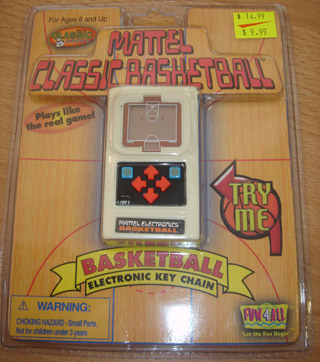 For Ages 8 and Up
$ 14.99
$ 9.99
CLASSIC
MATTEL
CLASSIC BASKETBALL
Plays like
the real game!
TRY
ME
MATTEL ELECTRONICS
BASKETBALL
BASKETBALL
ELECTRONIC KEY CHAIN
WARNING:
CHOKING HAZARD - Small Parts.
Not for children under 3 years
FUN 4 ALL
"Let the Fun Begin"